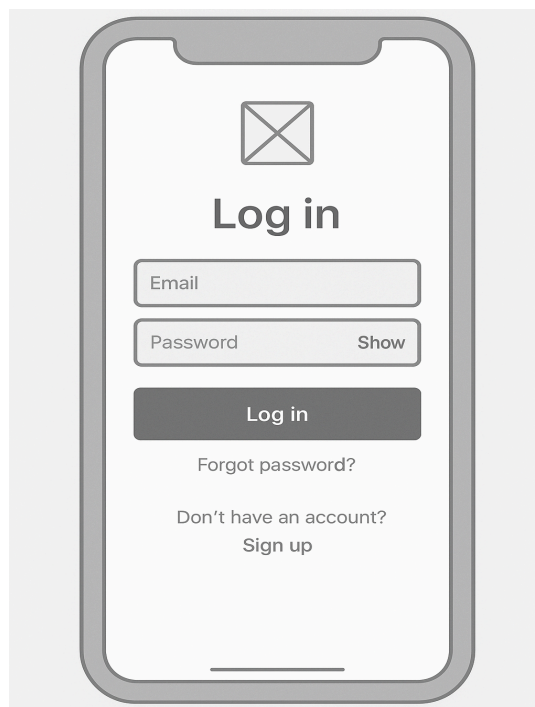 Log in
Email
Password Show
Log in
Forgot password?
Don't have an account?
Sign up